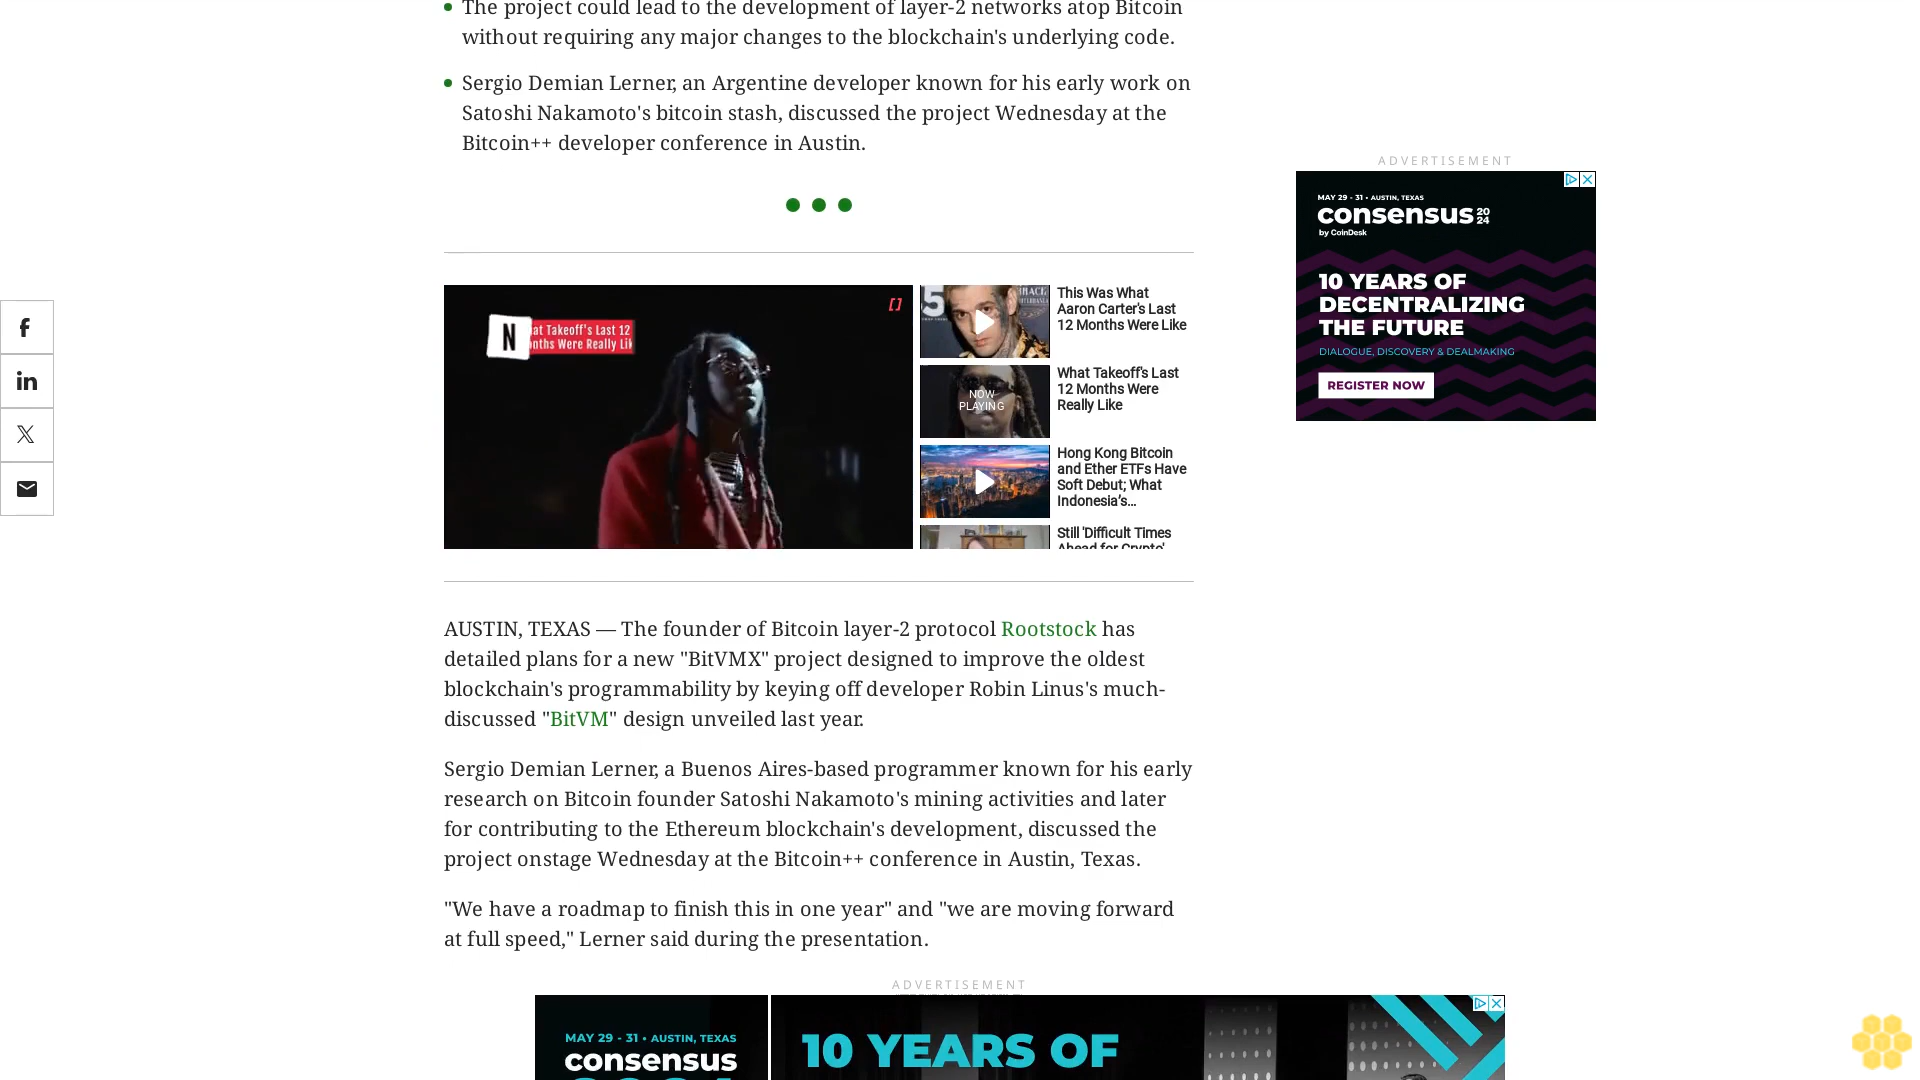 The project could lead to the development of layer-2 networks atop Bitcoin
without requiring any major changes to the blockchain's underlying code.
Sergio Demian Lerner, an Argentine developer known for his early work on
Satoshi Nakamoto's bitcoin stash, discussed the project Wednesday at the
Bitcoin++ developer conference in Austin.
ADVERTISEMENT
MAY 29 - 31 • AUSTIN, TEXAS
consensus 2024
by CoinDesk
10 YEARS OF
DECENTRALIZING
THE FUTURE
DIALOGUE, DISCOVERY & DEALMAKING
REGISTER NOW
N
Takeoff's Last 12
Were Really
This Was What
Aaron Carter's Last
12 Months Were Like
NOW
PLAYING
What Takeoff's Last
12 Months Were
Really Like
Hong Kong Bitcoin
and Ether ETFs Have
Soft Debut; What
Indonesia's...
Still 'Difficult Times
Ahead for Crypto'
f
in
X
AUSTIN, TEXAS — The founder of Bitcoin layer-2 protocol Rootstock has
detailed plans for a new "BitVMX" project designed to improve the oldest
blockchain's programmability by keying off developer Robin Linus's much-
discussed "BitVM" design unveiled last year.
Sergio Demian Lerner, a Buenos Aires-based programmer known for his early
research on Bitcoin founder Satoshi Nakamoto's mining activities and later
for contributing to the Ethereum blockchain's development, discussed the
project onstage Wednesday at the Bitcoin++ conference in Austin, Texas.
"We have a roadmap to finish this in one year" and "we are moving forward
at full speed," Lerner said during the presentation.
ADVERTISEMENT
MAY 29 - 31 • AUSTIN, TEXAS
consensus
10 YEARS OF